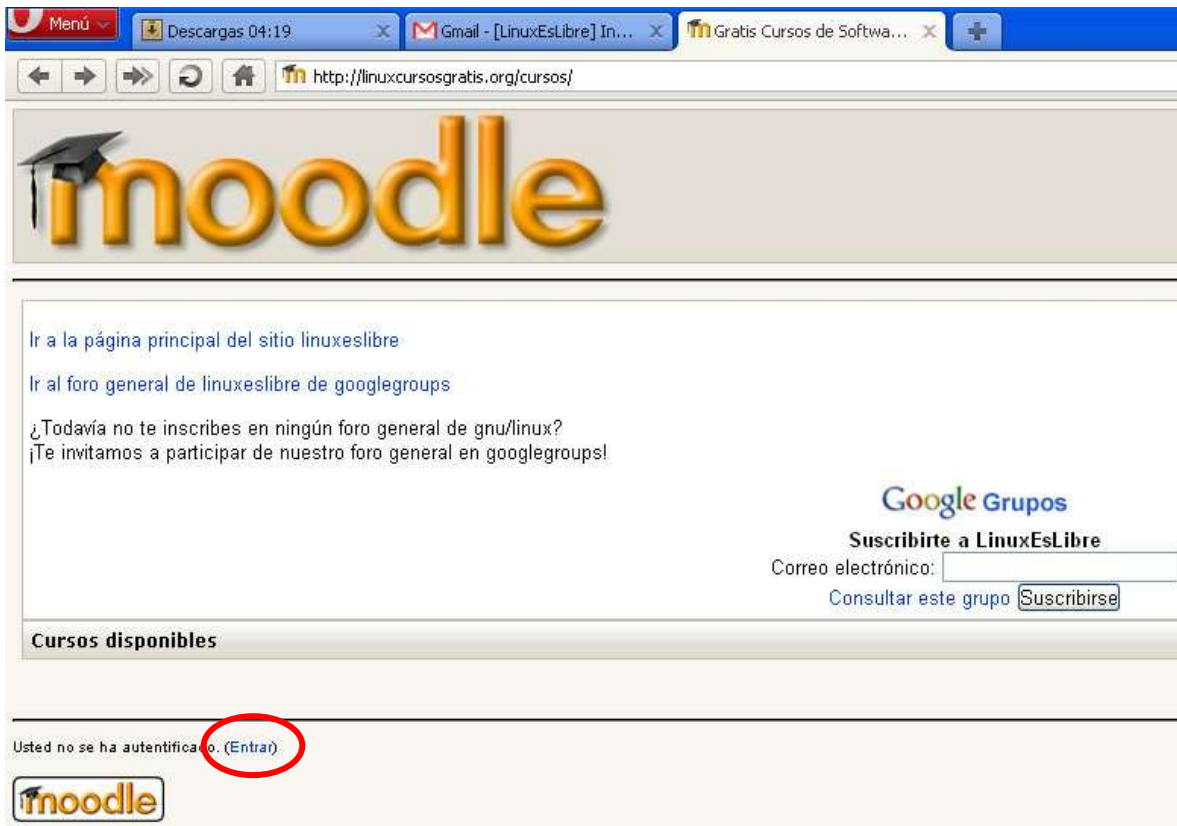 Menú
Descargas 04:19
Gmail - [LinuxEsLibre] In...
Gratis Cursos de Softwa...
http://linuxcursosgratis.org/cursos/
moodle
Ir a la página principal del sitio linuxeslibre
Ir al foro general de linuxeslibre de googlegroups
¿Todavía no te inscribes en ningún foro general de gnu/linux?
¡Te invitamos a participar de nuestro foro general en googlegroups!
Google Grupos
Suscribirte a LinuxEsLibre
Correo electrónico:
Consultar este grupo Suscribirse
Cursos disponibles
Usted no se ha autentificado. (Entrar)
moodle